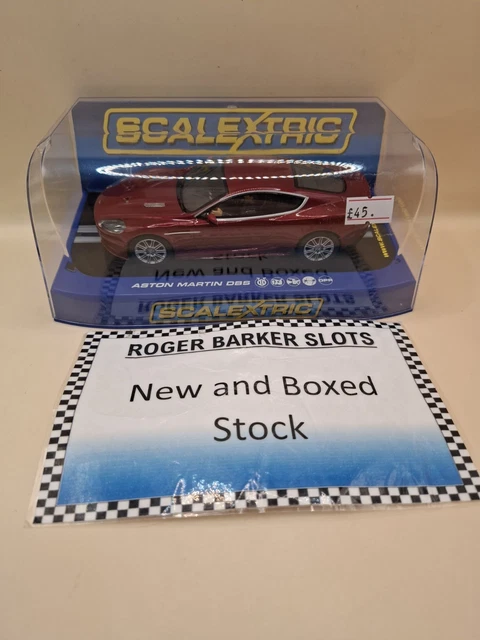 SCALEXTRIC
£45.
ASTON MARTIN DBS
SCALEXTRIC
ROGER BARKER SLOTS
New and Boxed
Stock